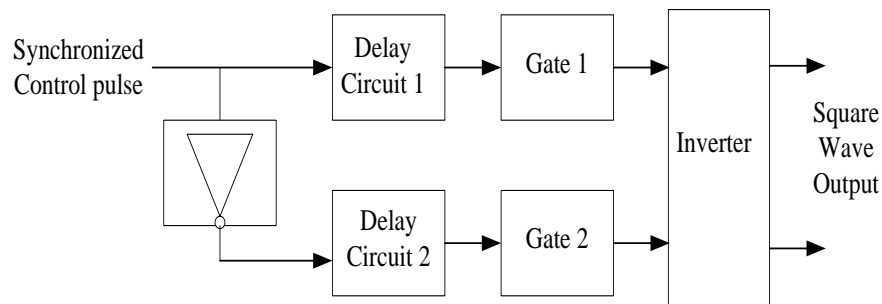 Synchronized
Control pulse
Delay
Circuit 1
Gate 1
Inverter
Square
Wave
Output
Delay
Circuit 2
Gate 2